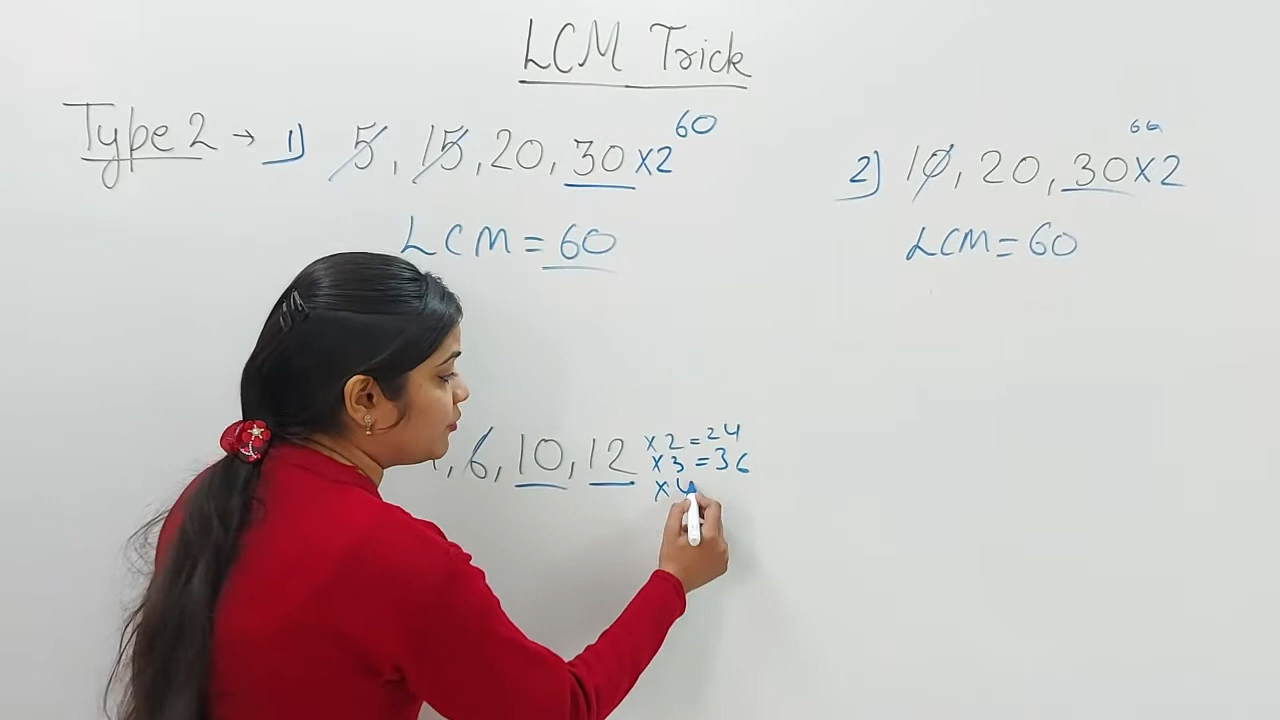 LCM Trick
Type 2 → 1) 5, 15, 20, 30 x2 60
LCM = 60
2) 10, 20, 30 x2 60
LCM = 60
, 6, 10, 12 x2 = 24
x3 = 36
x4